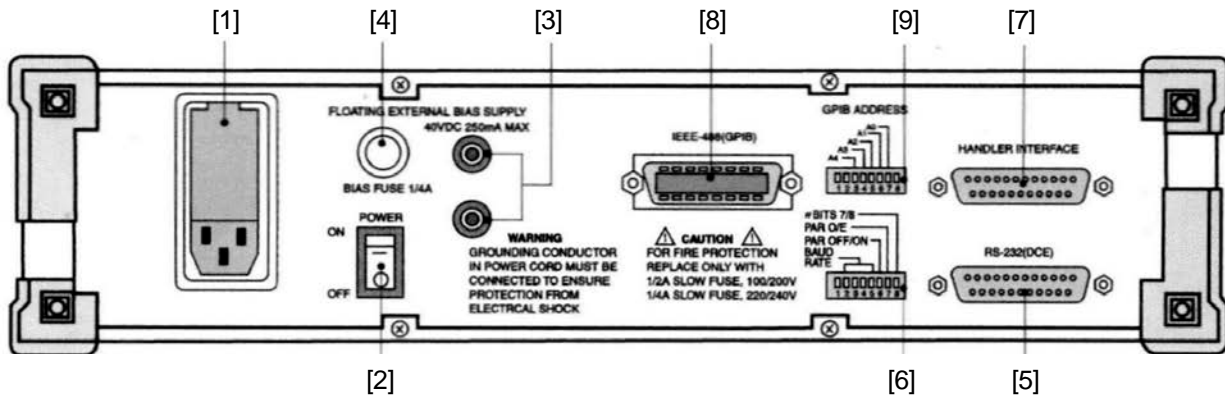 [1]
[4]
[3]
[8]
[9]
[7]
FLOATING EXTERNAL BIAS SUPPLY
40VDC 250mA MAX
BIAS FUSE 1/4A
POWER
ON
OFF
WARNING
GROUNDING CONDUCTOR
IN POWER CORD MUST BE
CONNECTED TO ENSURE
PROTECTION FROM
ELECTRCAL SHOCK
IEEE-488(GPIB)
CAUTION
FOR FIRE PROTECTION
REPLACE ONLY WITH
1/2A SLOW FUSE, 100/200V
1/4A SLOW FUSE, 220/240V
GPIB ADDRESS
A0
A1
A2
A3
A4
1 2 3 4 5 6 7 8
# BITS 7/8
PAR O/E
PAR OFF/ON
BAUD
RATE
1 2 3 4 5 6 7 8
HANDLER INTERFACE
RS-232(DCE)
[2]
[6]
[5]